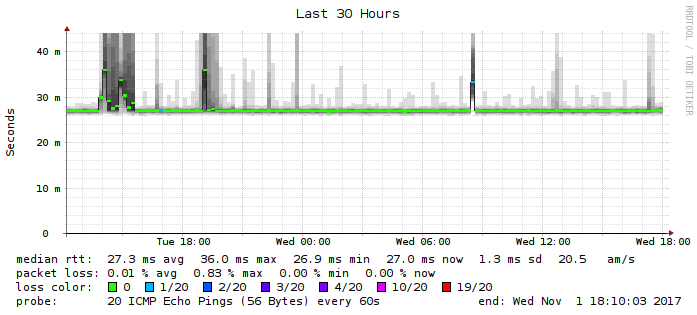 Last 30 Hours
RRDTOOL / TOBI OETIKER
Seconds
40 m
30 m
20 m
10 m
0
Tue 18:00 Wed 00:00 Wed 06:00 Wed 12:00 Wed 18:00
median rtt: 27.3 ms avg 36.0 ms max 26.9 ms min 27.0 ms now 1.3 ms sd 20.5 am/s
packet loss: 0.01 % avg 0.83 % max 0.00 % min 0.00 % now
loss color: 0 1/20 2/20 3/20 4/20 10/20 19/20
probe: 20 ICMP Echo Pings (56 Bytes) every 60s end: Wed Nov 1 18:10:03 2017